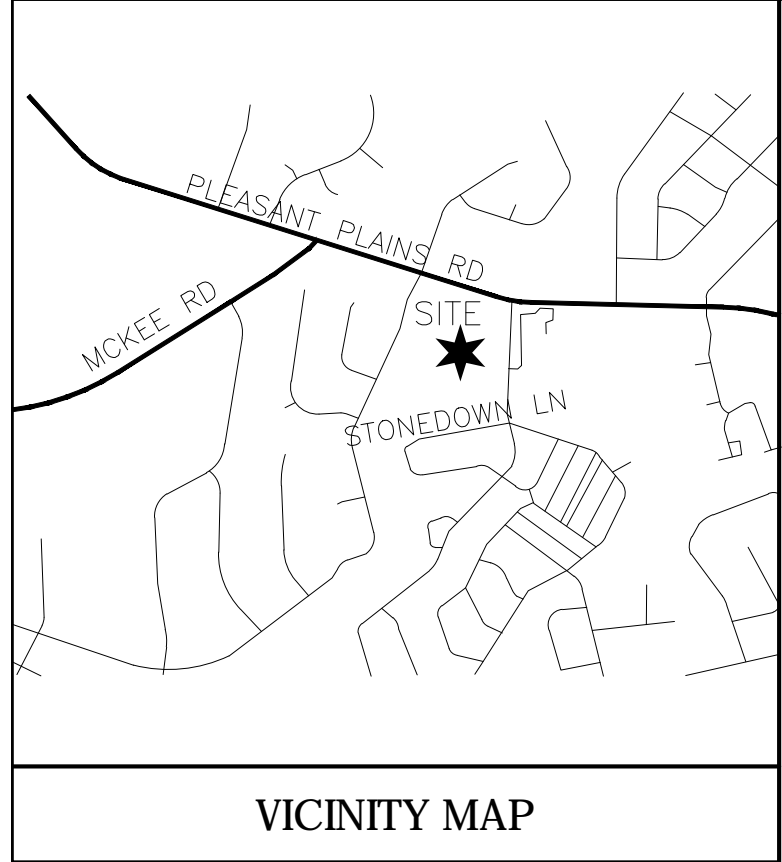 PLEASANT PLAINS RD
MCKEE RD
SITE
STONEDOWN LN
VICINITY MAP